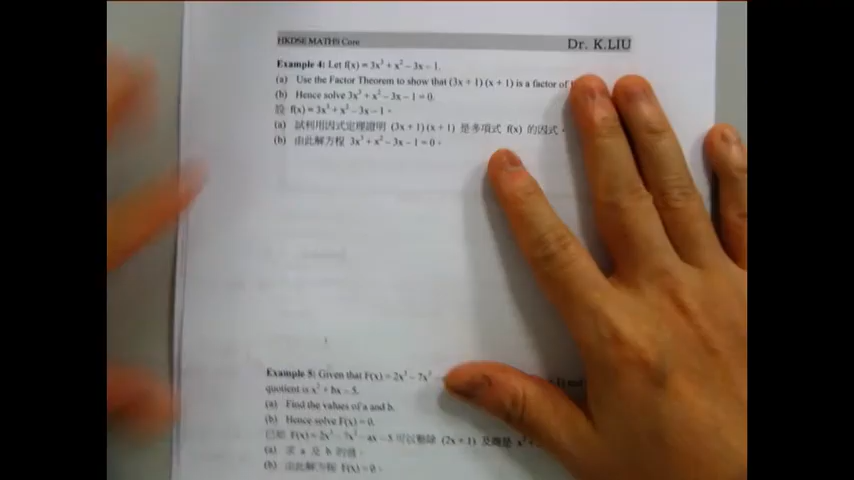 HKDSE MATHS Core
Dr. K.LIU
Example 4: Let f(x) = 3x³ + x² – 3x – 1.
(a) Use the Factor Theorem to show that (3x + 1) (x + 1) is a factor of
(b) Hence solve 3x³ + x² – 3x – 1 = 0.
設 f(x) = 3x³ + x² – 3x – 1。
(a) 試利用因式定理證明 (3x + 1) (x + 1) 是多項式 f(x) 的因式。
(b) 由此解方程 3x³ + x² – 3x – 1 = 0。
Example 5: Given that F(x) = 2x³ – 7x²
quotient is x² + bx – 5.
(a) Find the values of a and b.
(b) Hence solve F(x) = 0.
已知 F(x) = 2x³ – 7x² – ax – 5 可以整除 (2x + 1) 及
(a) 求 a 及 b 的值。
(b) 由此解方程 F(x) = 0。